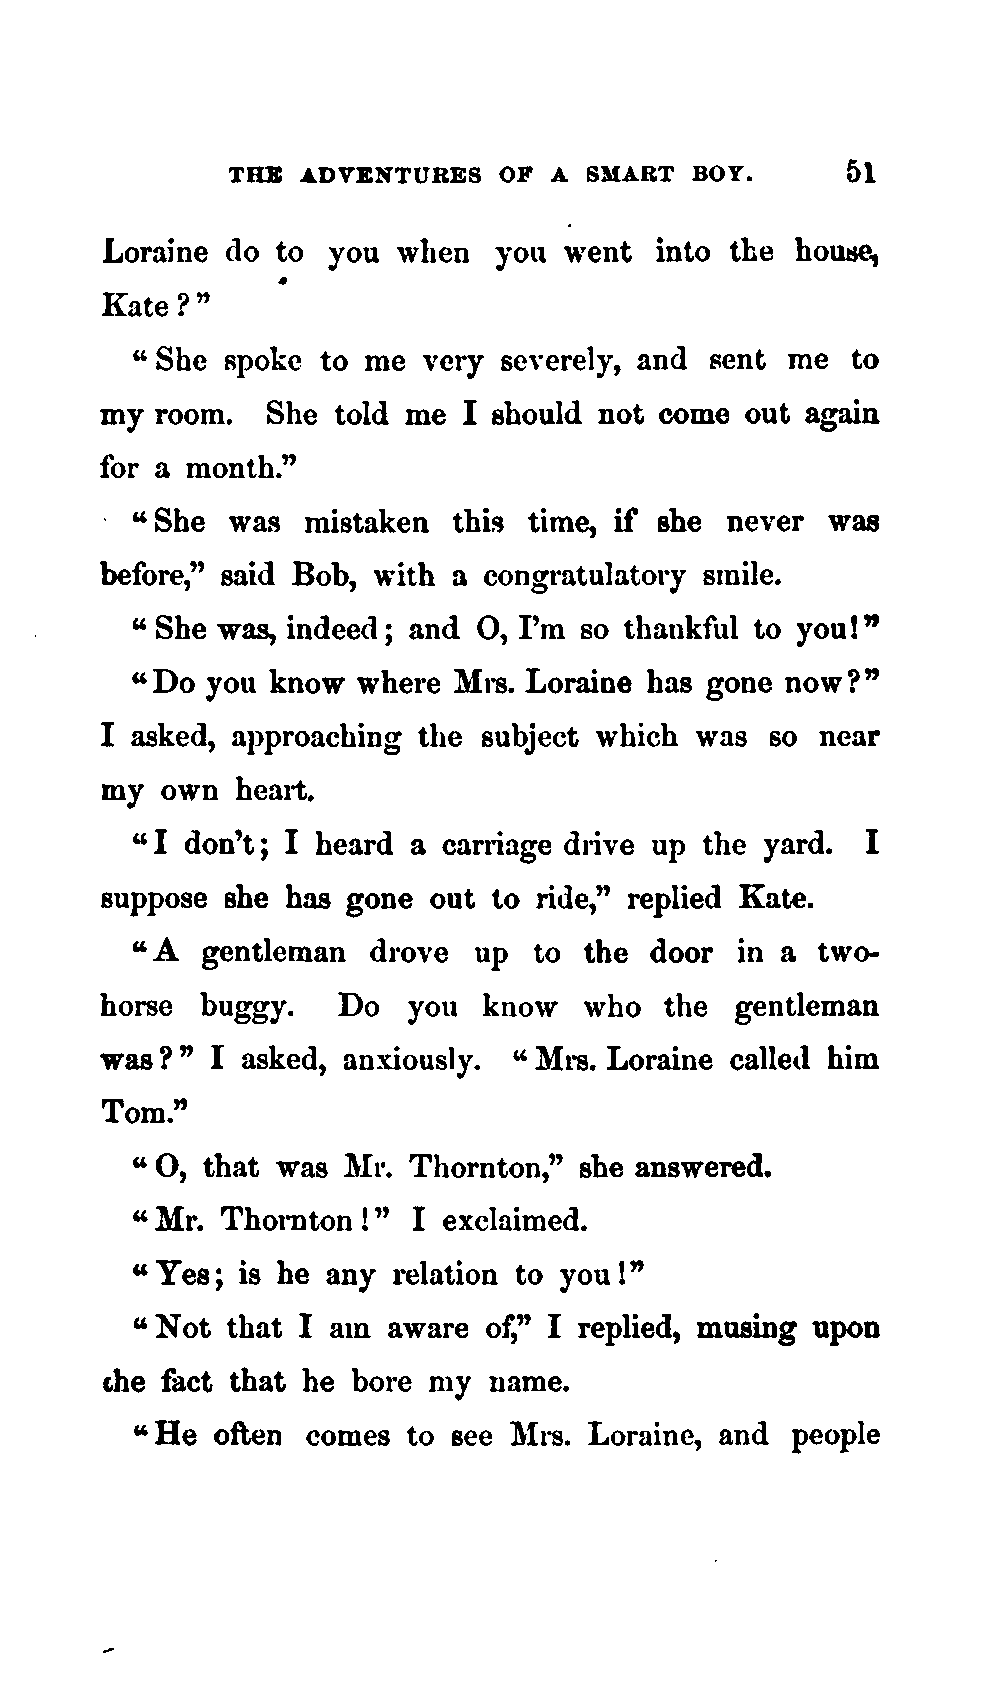 THE ADVENTURES OF A SMART BOY. 51
Loraine do to you when you went into the house,
Kate?"
"She spoke to me very severely, and sent me to
my room. She told me I should not come out again
for a month."
"She was mistaken this time, if she never was
before," said Bob, with a congratulatory smile.
"She was, indeed; and O, I'm so thankful to you!"
"Do you know where Mrs. Loraine has gone now?"
I asked, approaching the subject which was so near
my own heart.
"I don't; I heard a carriage drive up the yard. I
suppose she has gone out to ride," replied Kate.
"A gentleman drove up to the door in a two-
horse buggy. Do you know who the gentleman
was?" I asked, anxiously. "Mrs. Loraine called him
Tom."
"O, that was Mr. Thornton," she answered.
"Mr. Thornton!" I exclaimed.
"Yes; is he any relation to you!"
"Not that I am aware of," I replied, musing upon
the fact that he bore my name.
"He often comes to see Mrs. Loraine, and people